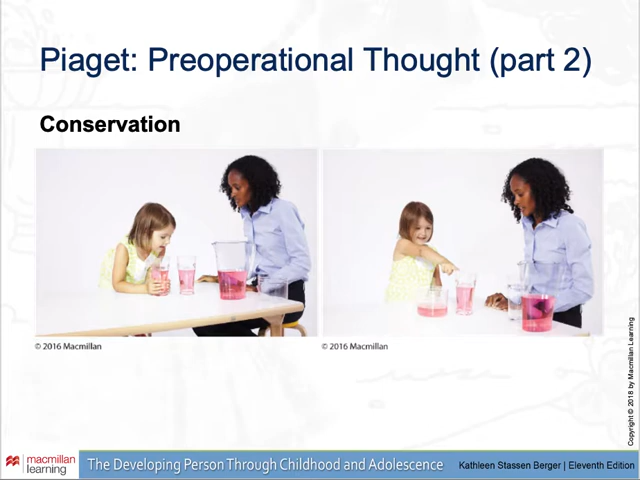 Piaget: Preoperational Thought (part 2)
Conservation
© 2016 Macmillan
© 2016 Macmillan
Copyright © 2018 by Macmillan Learning
macmillan
learning
The Developing Person Through Childhood and Adolescence
Kathleen Stassen Berger | Eleventh Edition